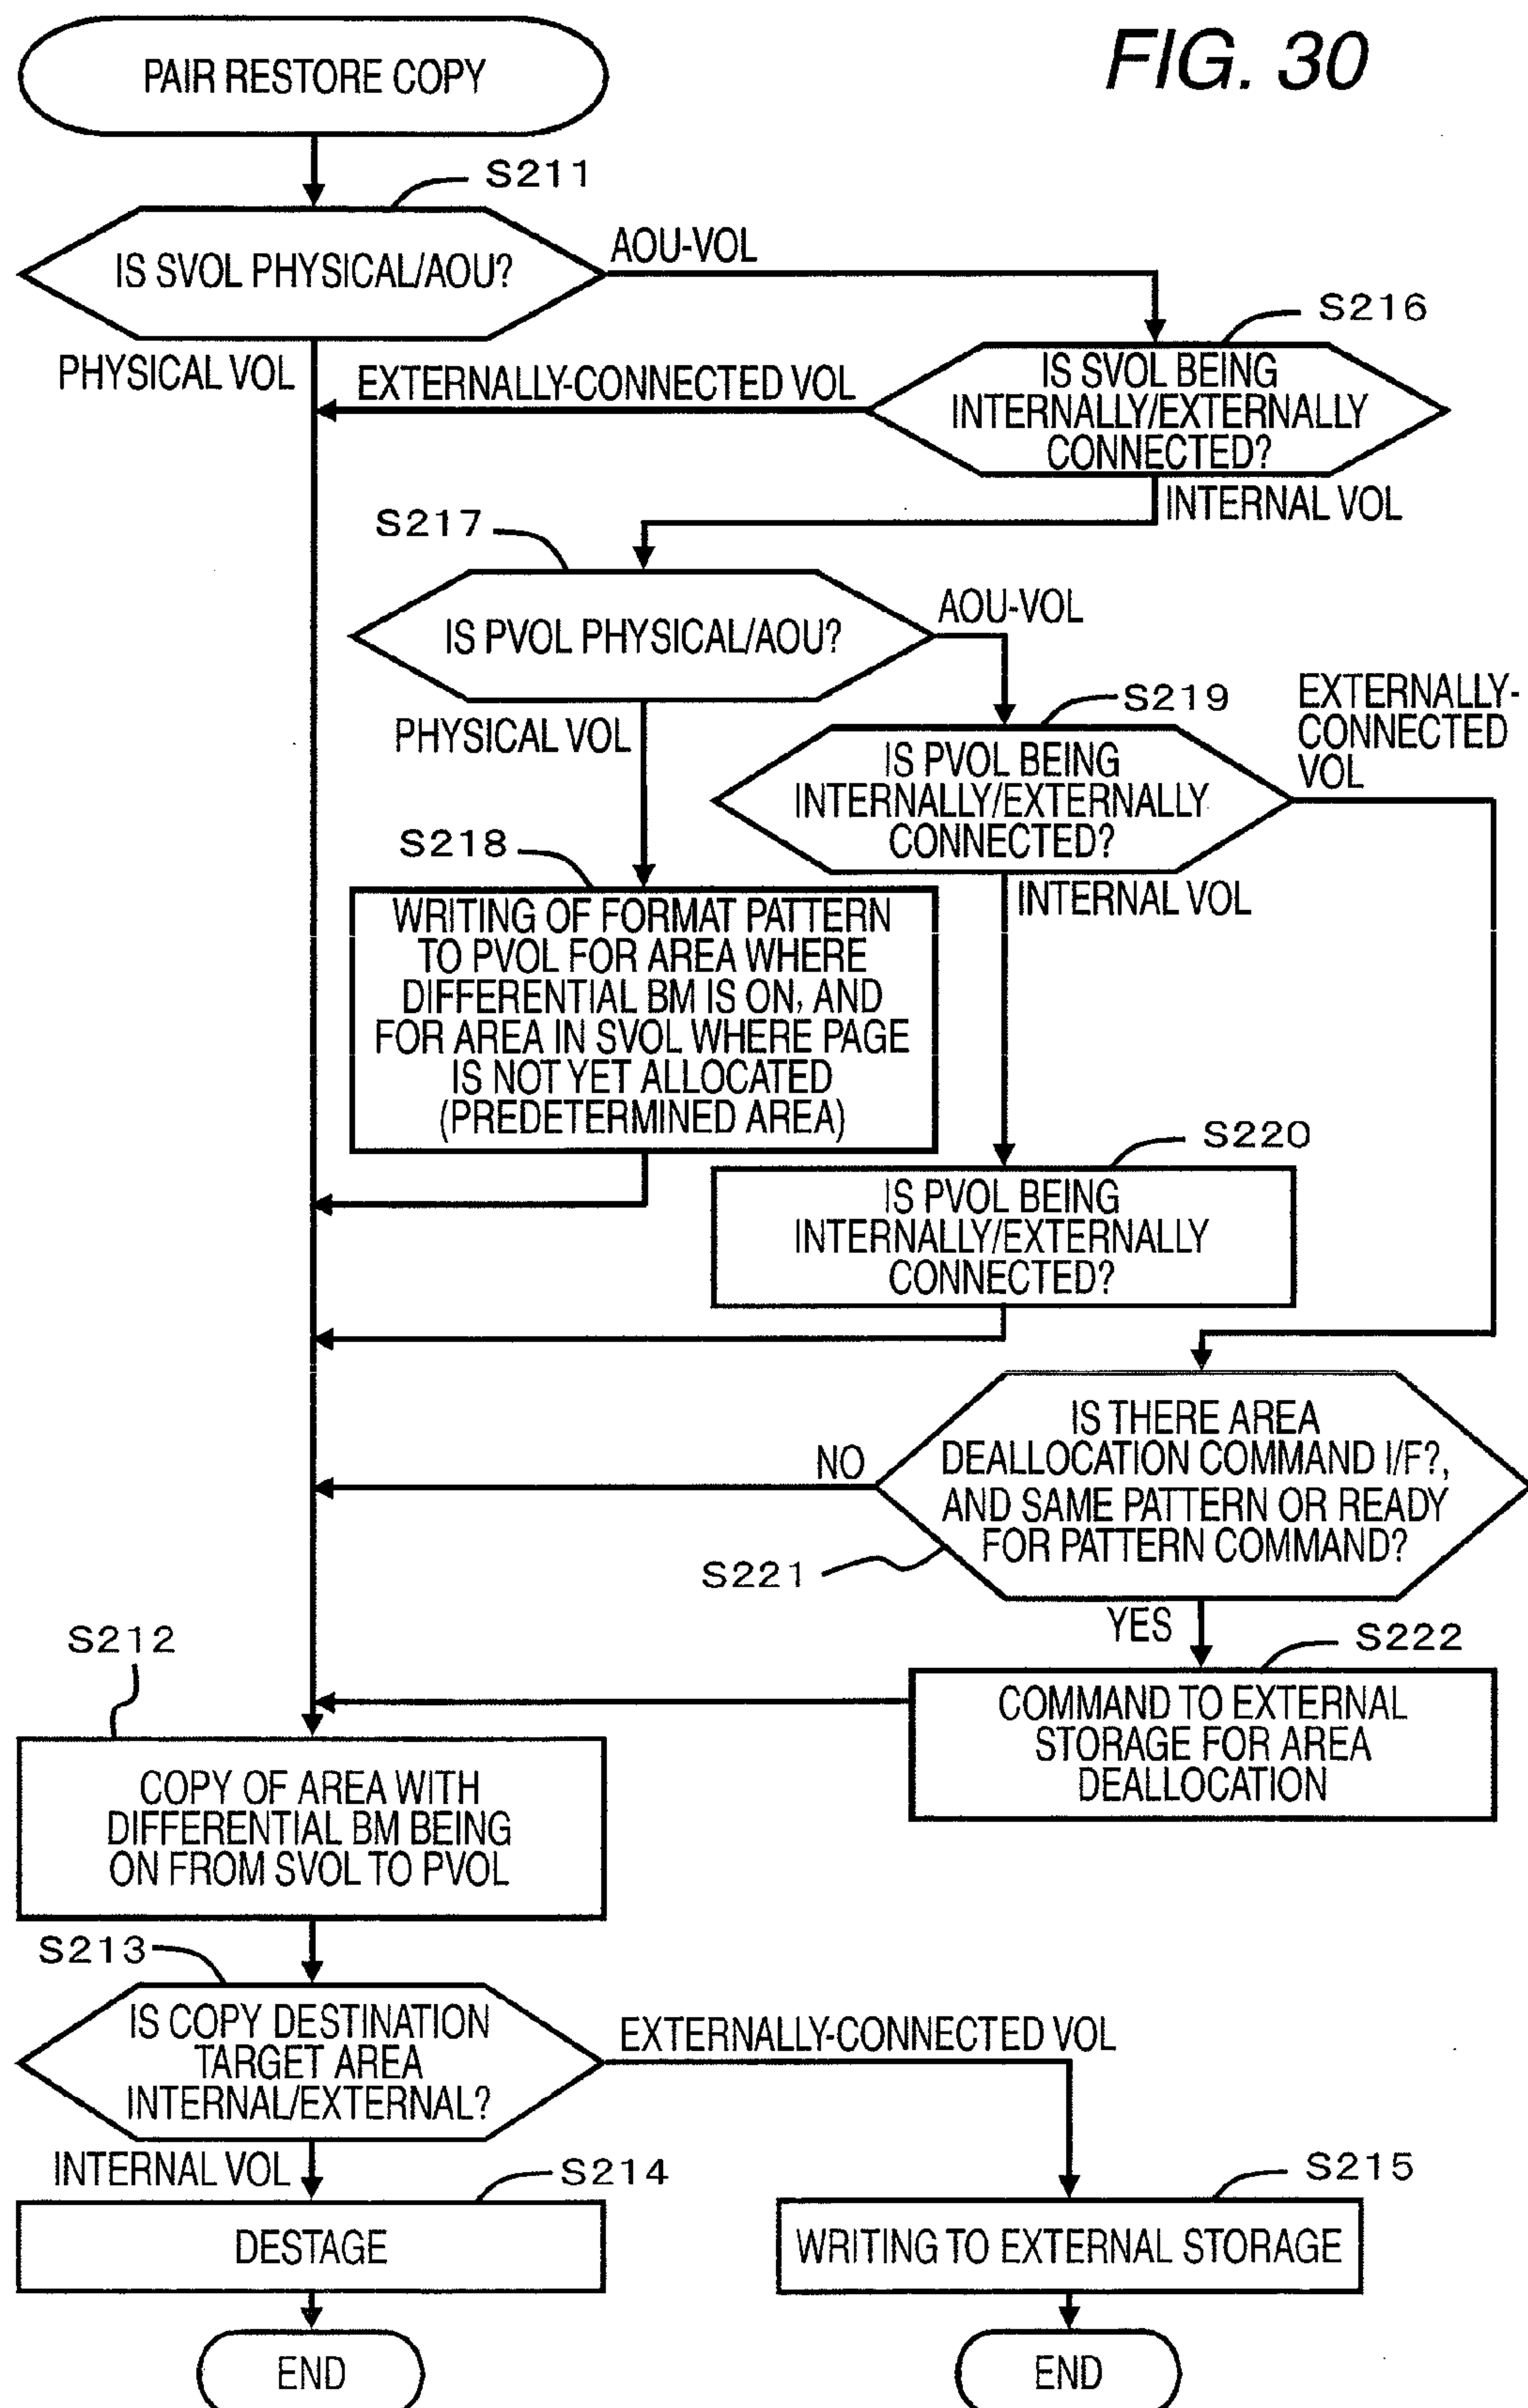 FIG. 30
PAIR RESTORE COPY
S211
IS SVOL PHYSICAL/AOU?
AOU-VOL
PHYSICAL VOL
S216
IS SVOL BEING
INTERNALLY/EXTERNALLY
CONNECTED?
EXTERNALLY-CONNECTED VOL
INTERNAL VOL
S217
IS PVOL PHYSICAL/AOU?
AOU-VOL
PHYSICAL VOL
S219
IS PVOL BEING
INTERNALLY/EXTERNALLY
CONNECTED?
EXTERNALLY-
CONNECTED
VOL
INTERNAL VOL
S218
WRITING OF FORMAT PATTERN
TO PVOL FOR AREA WHERE
DIFFERENTIAL BM IS ON, AND
FOR AREA IN SVOL WHERE PAGE
IS NOT YET ALLOCATED
(PREDETERMINED AREA)
S220
IS PVOL BEING
INTERNALLY/EXTERNALLY
CONNECTED?
IS THERE AREA
DEALLOCATION COMMAND I/F?,
AND SAME PATTERN OR READY
FOR PATTERN COMMAND?
NO
S221
YES
S222
COMMAND TO EXTERNAL
STORAGE FOR AREA
DEALLOCATION
S212
COPY OF AREA WITH
DIFFERENTIAL BM BEING
ON FROM SVOL TO PVOL
S213
IS COPY DESTINATION
TARGET AREA
INTERNAL/EXTERNAL?
EXTERNALLY-CONNECTED VOL
INTERNAL VOL
S214
DESTAGE
S215
WRITING TO EXTERNAL STORAGE
END
END